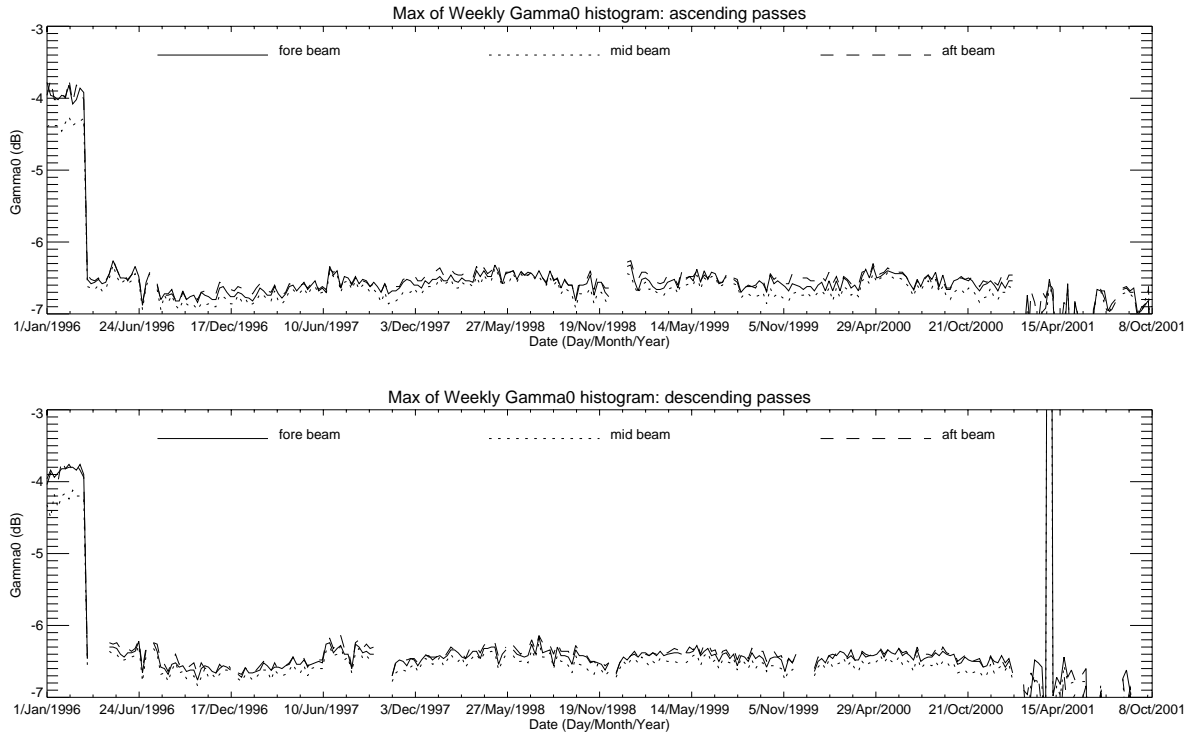 Max of Weekly Gamma0 histogram: ascending passes
fore beam mid beam aft beam
Gamma0 (dB)
-3
-4
-5
-6
-7
1/Jan/1996 24/Jun/1996 17/Dec/1996 10/Jun/1997 3/Dec/1997 27/May/1998 19/Nov/1998 14/May/1999 5/Nov/1999 29/Apr/2000 21/Oct/2000 15/Apr/2001 8/Oct/2001
Date (Day/Month/Year)
Max of Weekly Gamma0 histogram: descending passes
fore beam mid beam aft beam
Gamma0 (dB)
-3
-4
-5
-6
-7
1/Jan/1996 24/Jun/1996 17/Dec/1996 10/Jun/1997 3/Dec/1997 27/May/1998 19/Nov/1998 14/May/1999 5/Nov/1999 29/Apr/2000 21/Oct/2000 15/Apr/2001 8/Oct/2001
Date (Day/Month/Year)